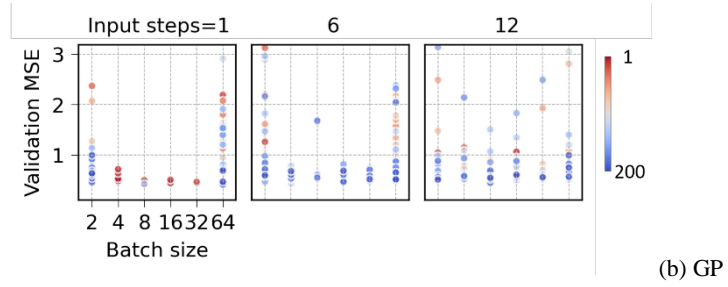 Input steps=1 6 12
Validation MSE
3
2
1
2 4 8 16 32 64
Batch size
1
200
(b) GP